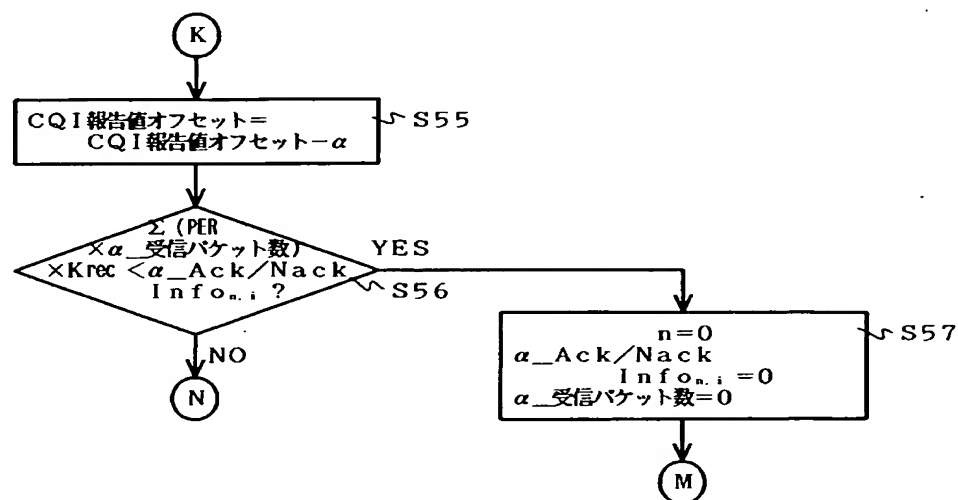 K
CQI報告値オフセット=
CQI報告値オフセット-α
S55
Σ(PER
×α_受信パケット数)
×Krec<α_Ack/Nack
Info n, i ?
YES
S56
NO
N
n=0
S57
α_Ack/Nack
Info n, i =0
α_受信パケット数=0
M